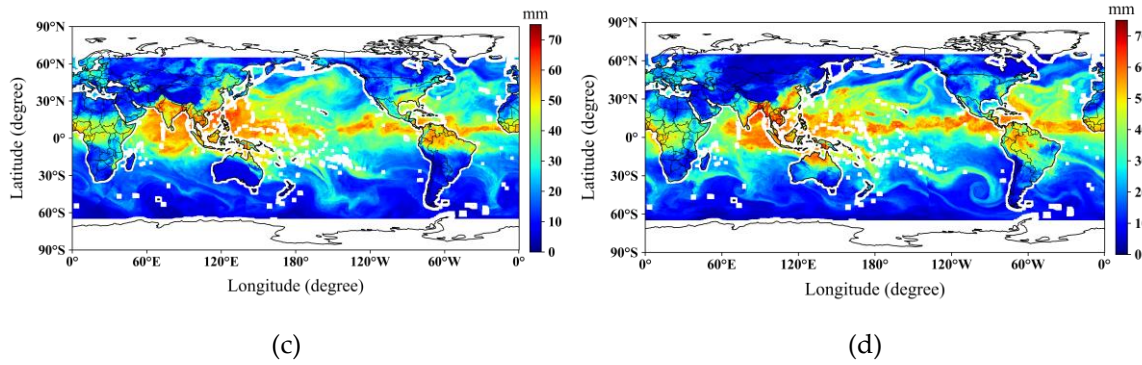 mm
90°N
60°N
30°N
0°
30°S
60°S
90°S
Latitude (degree)
0°
60°E
120°E
180°
120°W
60°W
0°
Longitude (degree)
70
60
50
40
30
20
10
0
(c)
mm
90°N
60°N
30°N
0°
30°S
60°S
90°S
Latitude (degree)
0°
60°E
120°E
180°
120°W
60°W
0°
Longitude (degree)
7
6
5
4
3
2
1
0
(d)